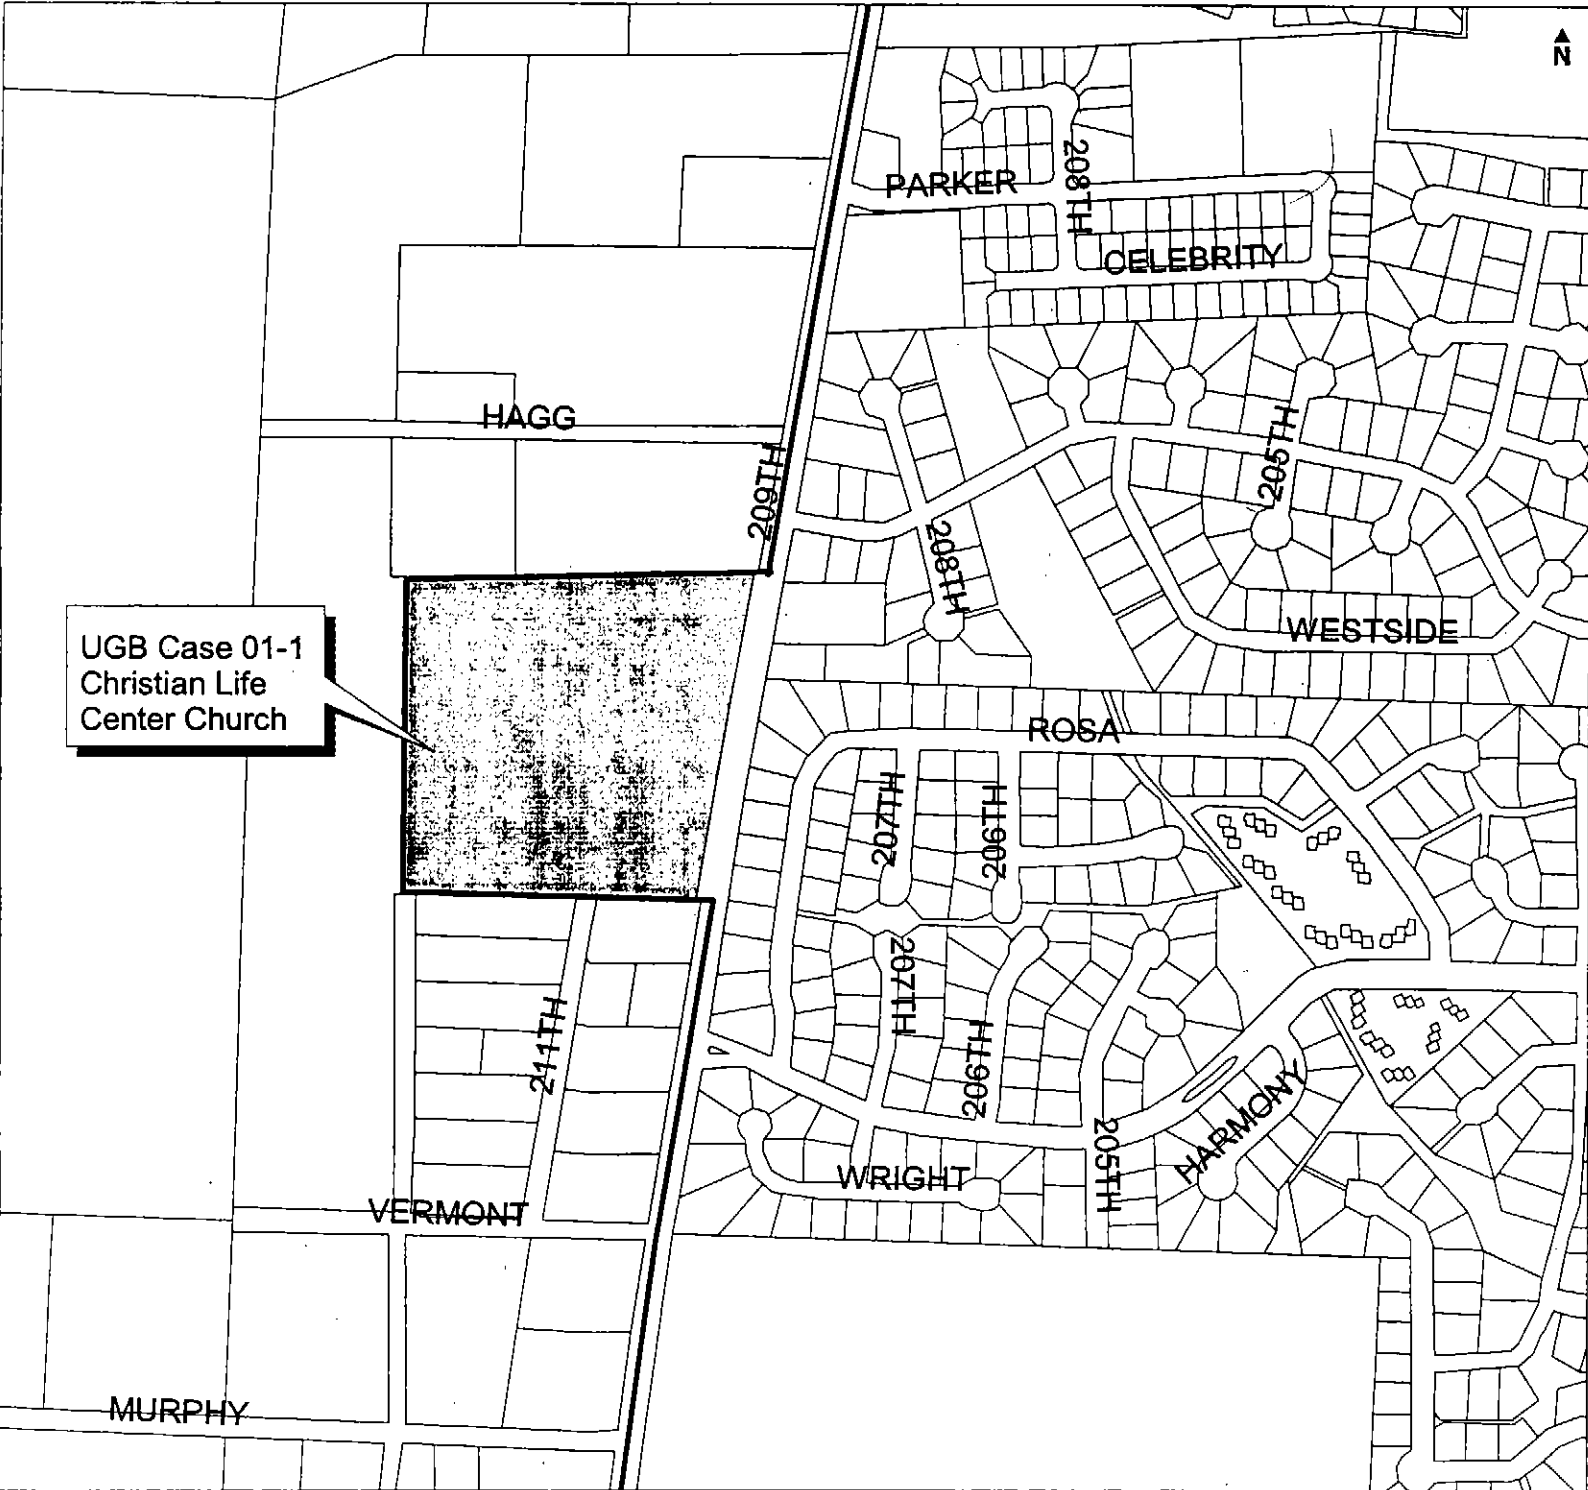 N
PARKER
208TH
CELEBRITY
HAGG
209TH
205TH
208TH
UGB Case 01-1
Christian Life
Center Church
WESTSIDE
ROSA
207TH
206TH
207TH
211TH
206TH
HARMONY
205TH
WRIGHT
VERMONT
MURPHY